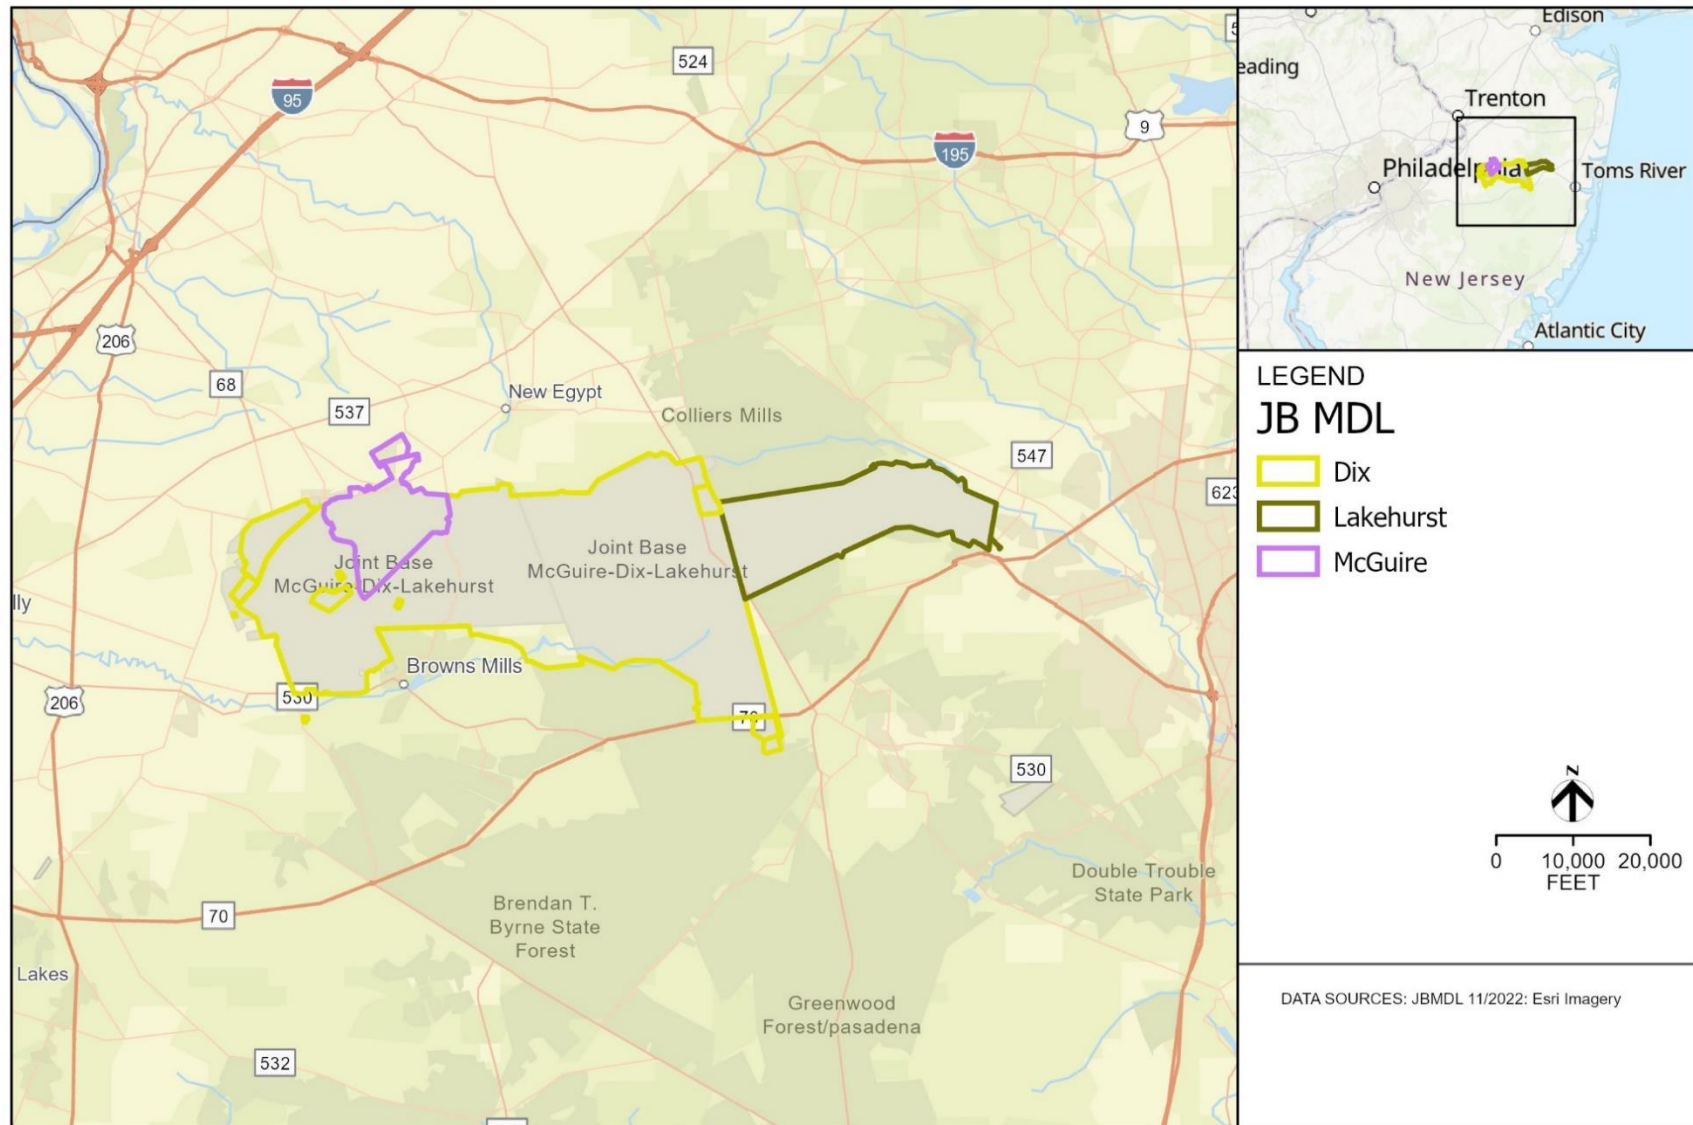 524
95
195
9
206
68
537
New Egypt
Colliers Mills
547
Joint Base
McGuire-Dix-Lakehurst
Joint Base
McGuire-Dix-Lakehurst
lly
Browns Mills
530
206
530
Double Trouble
State Park
Brendan T.
Byrne State
Forest
70
Lakes
Greenwood
Forest/pasadena
532
Edison
eading
Trenton
Philadelphia
Toms River
New Jersey
Atlantic City
LEGEND
JB MDL
Dix
Lakehurst
McGuire
N
0 10,000 20,000
FEET
DATA SOURCES: JBMDL 11/2022: Esri Imagery